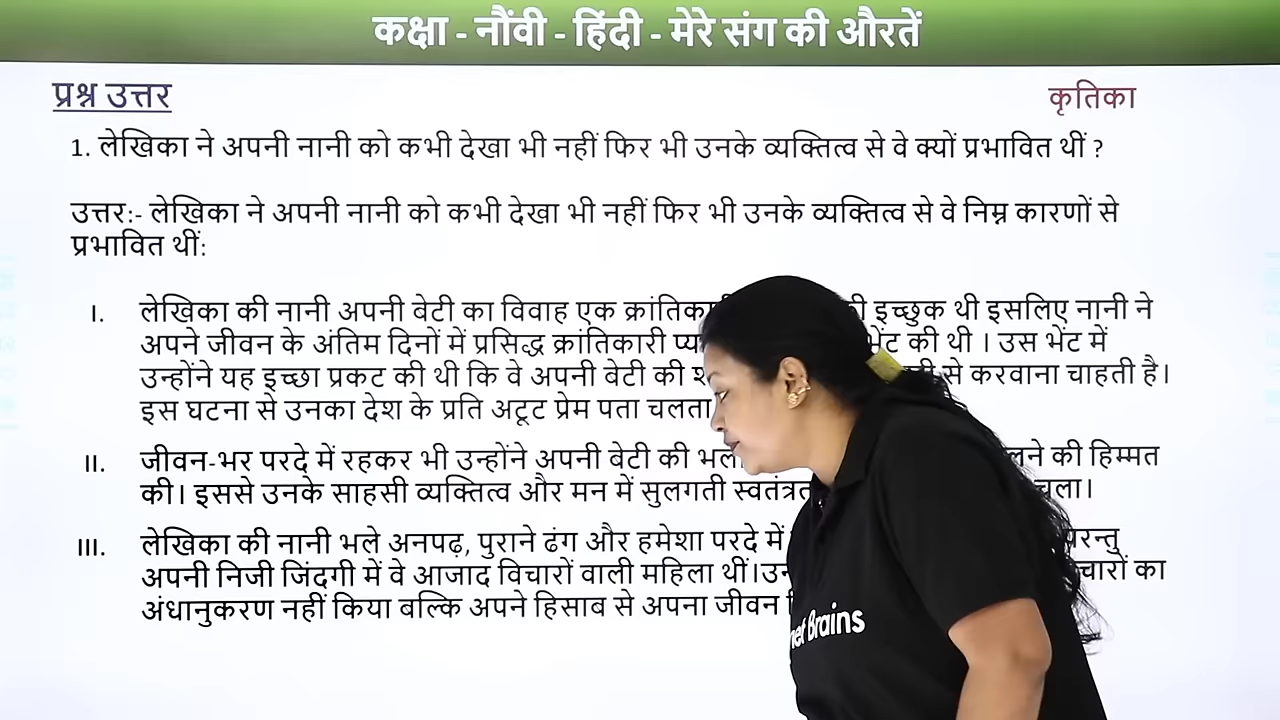 कक्षा - नौंवी - हिंदी - मेरे संग की औरतें
प्रश्न उत्तर
कृतिका
1. लेखिका ने अपनी नानी को कभी देखा भी नहीं फिर भी उनके व्यक्तित्व से वे क्यों प्रभावित थीं ?
उत्तर:- लेखिका ने अपनी नानी को कभी देखा भी नहीं फिर भी उनके व्यक्तित्व से वे निम्न कारणों से
प्रभावित थीं:
I. लेखिका की नानी अपनी बेटी का विवाह एक इच्छुक थी इसलिए नानी ने
अपने जीवन के अंतिम दिनों में प्रसिद्ध क्रांतिकारी भेंट की थी । उस भेंट में
उन्होंने यह इच्छा प्रकट की थी कि वे अपनी बेटी की से करवाना चाहती है।
इस घटना से उनका देश के प्रति अटूट प्रेम पता चलता
II. जीवन-भर परदे में रहकर भी उन्होंने अपनी बेटी की की हिम्मत
की। इससे उनके साहसी व्यक्तित्व और मन में सुलगती चला।
III. लेखिका की नानी भले अनपढ़, पुराने ढंग और हमेशा परदे में परन्तु
अपनी निजी जिंदगी में वे आजाद विचारों वाली महिला थीं। का
अंधानुकरण नहीं किया बल्कि अपने हिसाब से अपना जीवन
Brains